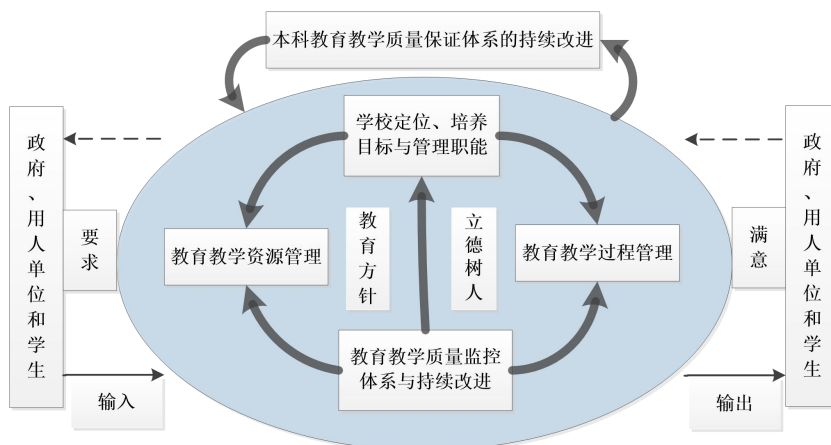 本科教育教学质量保证体系的持续改进
政府、用人单位和学生
要求
输入
学校定位、培养
目标与管理职能
教育教学资源管理
教育方针
立德树人
教育教学过程管理
教育教学质量监控
体系与持续改进
满意
输出
政府、用人单位和学生